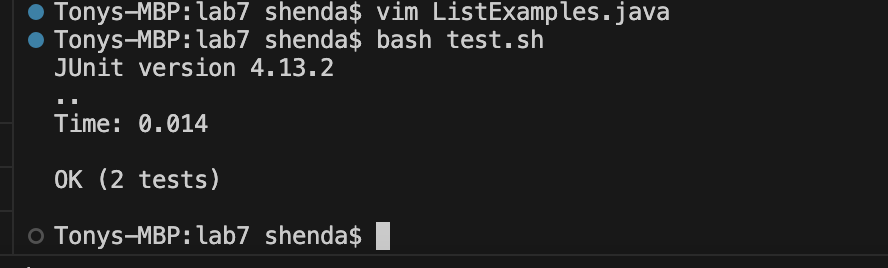 Tonys-MBP:lab7 shenda$ vim ListExamples.java
Tonys-MBP:lab7 shenda$ bash test.sh
JUnit version 4.13.2
..
Time: 0.014
OK (2 tests)
Tonys-MBP:lab7 shenda$